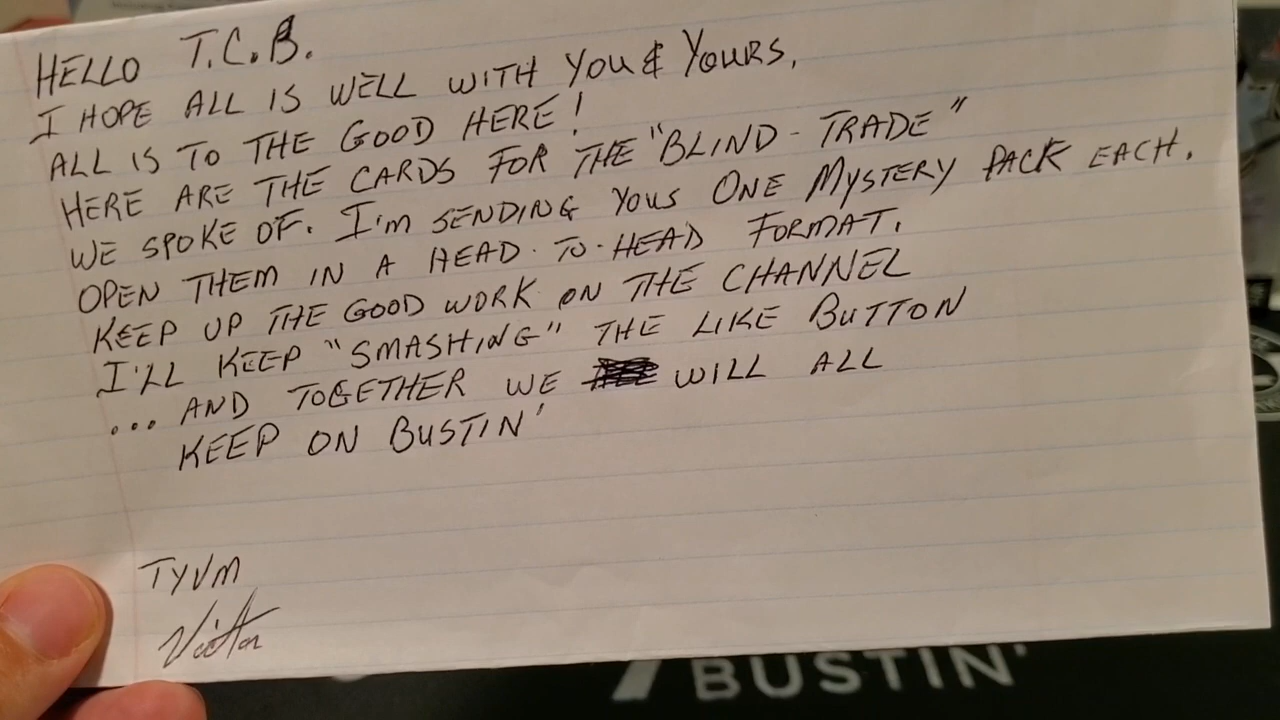 HELLO T.C.B.
I HOPE ALL IS WELL WITH YOU & YOURS.
ALL IS TO THE GOOD HERE!
HERE ARE THE CARDS FOR THE "BLIND-TRADE"
WE SPOKE OF. I'M SENDING YOUS ONE MYSTERY PACK EACH.
OPEN THEM IN A HEAD-TO-HEAD FORMAT.
KEEP UP THE GOOD WORK ON THE CHANNEL
I'LL KEEP "SMASHING" THE LIKE BUTTON
... AND TOGETHER WE WILL ALL
KEEP ON BUSTIN'
TYVM
BUSTIN'